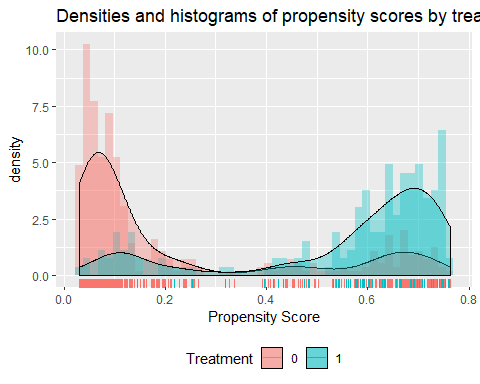 Densities and histograms of propensity scores by trea
10.0
7.5
5.0
2.5
0.0
density
0.0 0.2 0.4 0.6 0.8
Propensity Score
Treatment 0 1